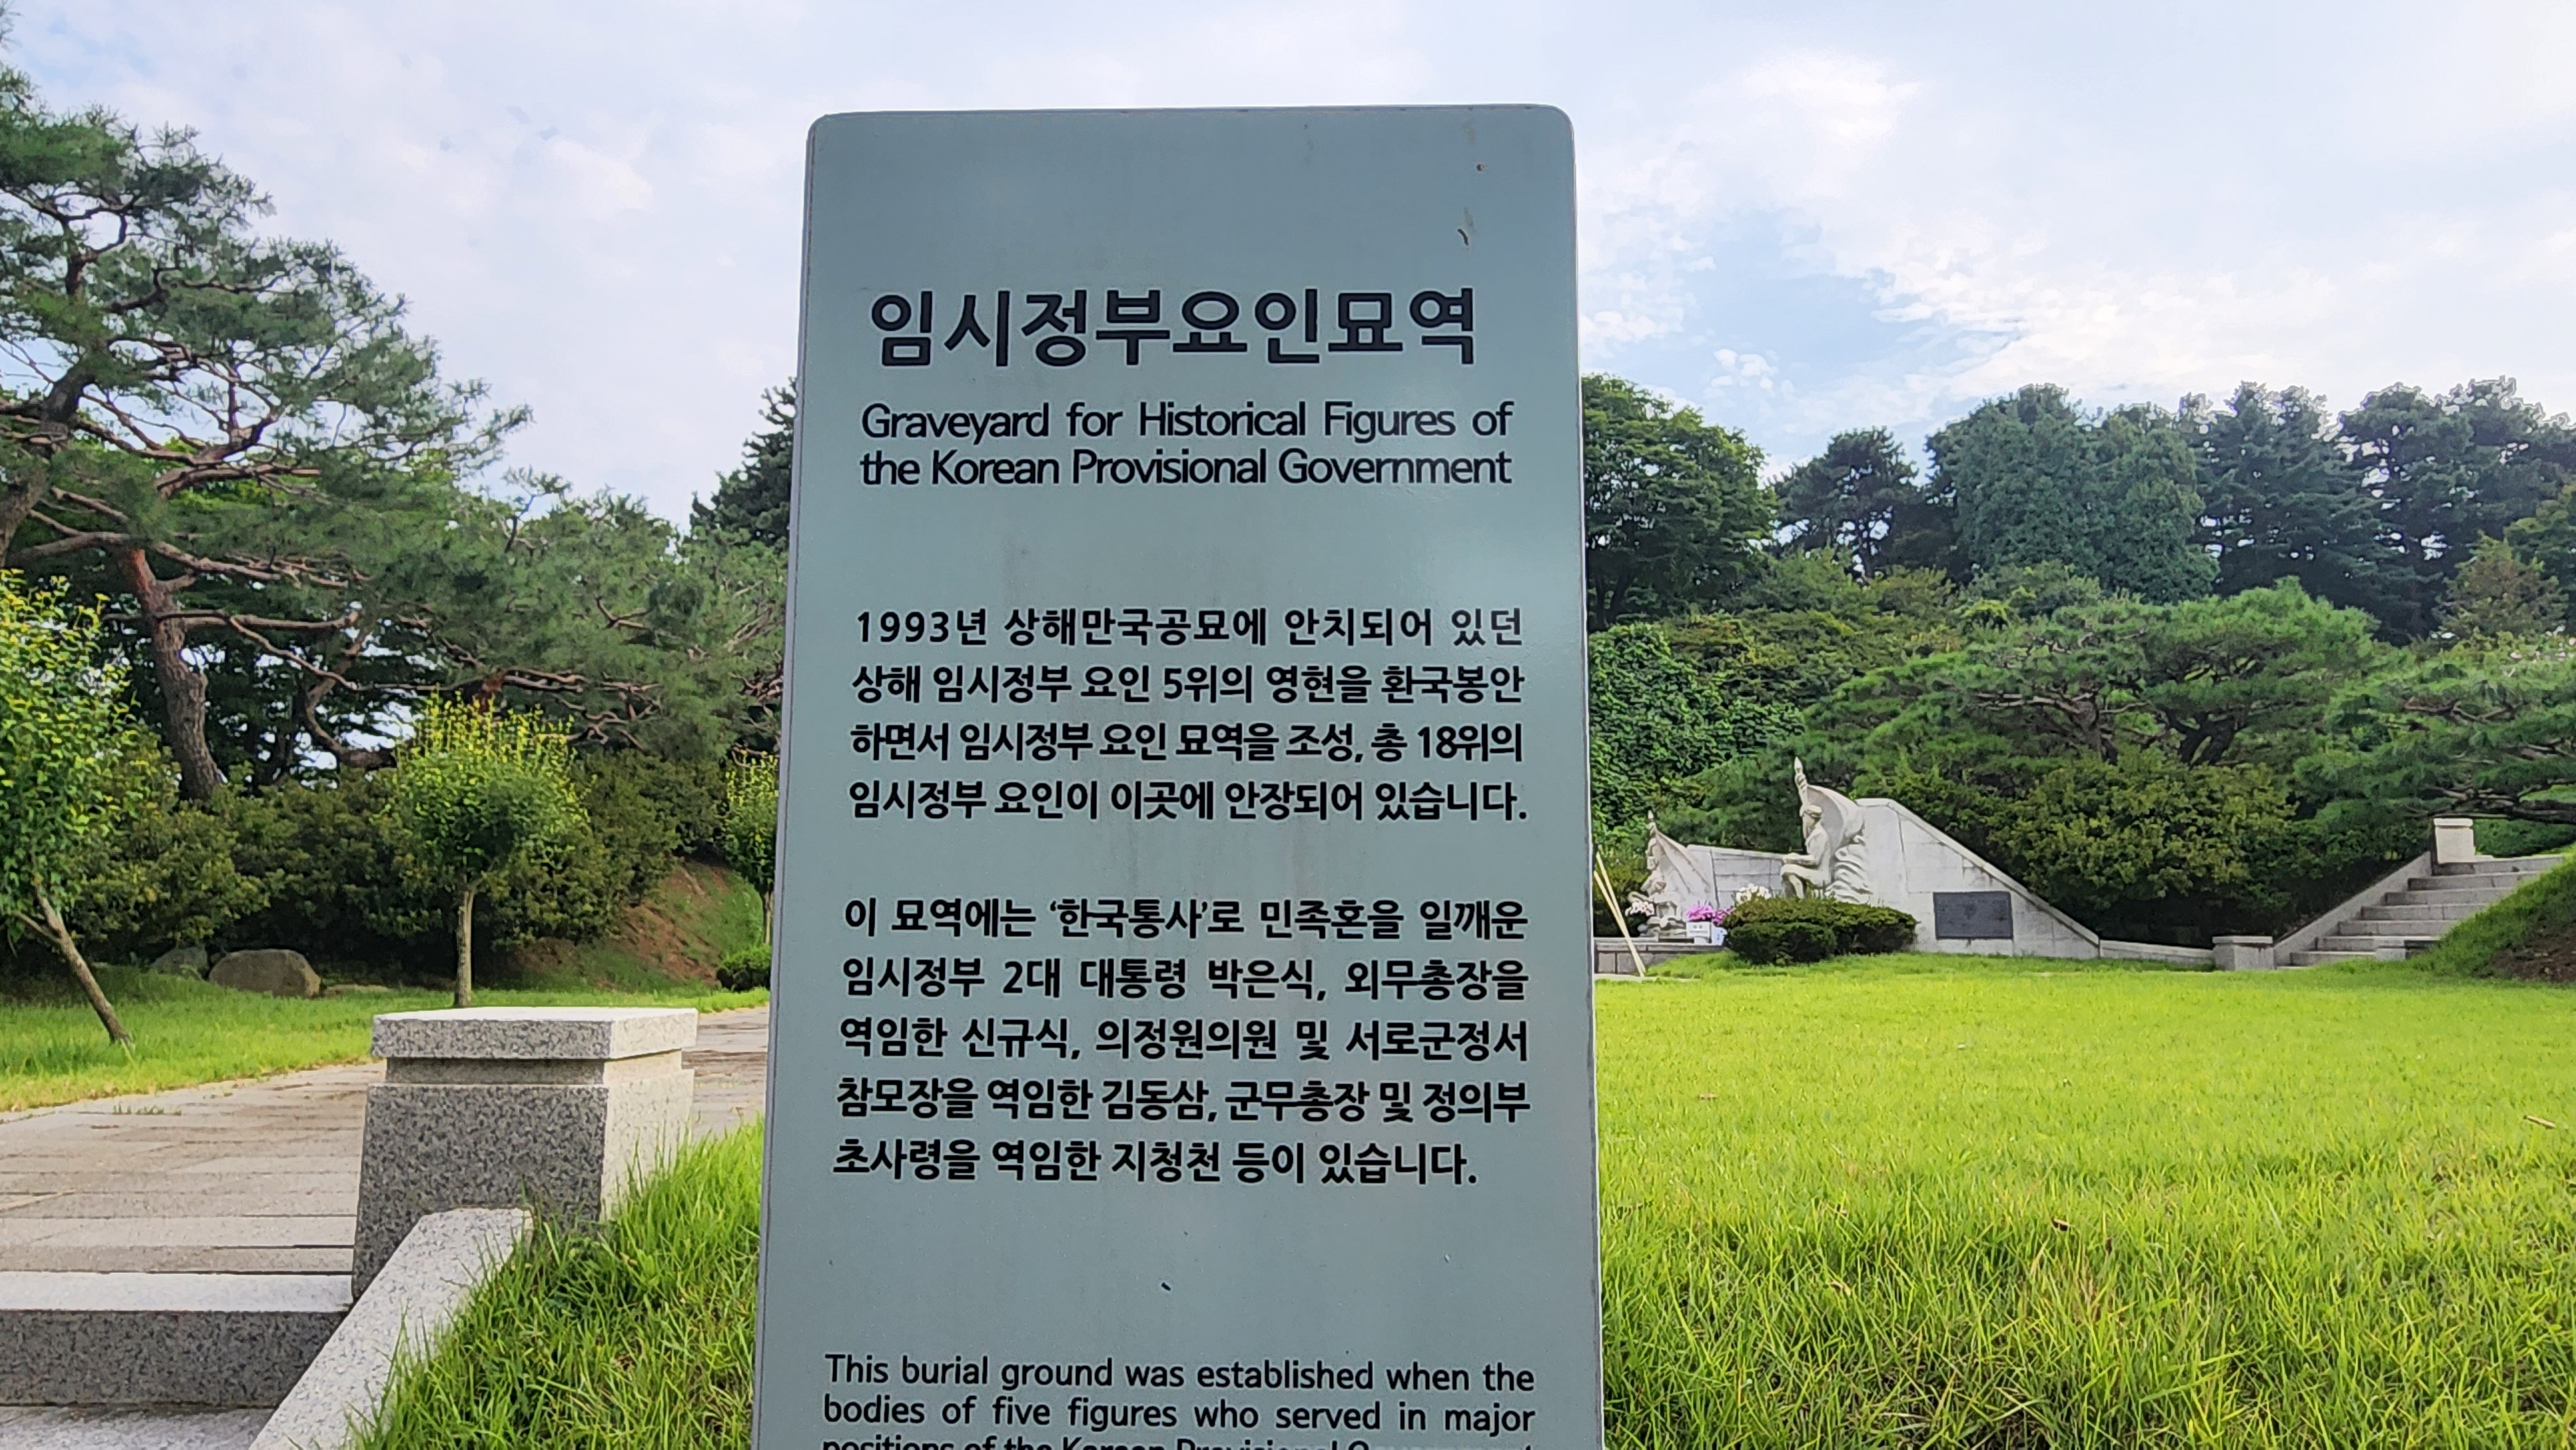 임시정부요인묘역
Graveyard for Historical Figures of
the Korean Provisional Government
1993년 상해만국공묘에 안치되어 있던
상해 임시정부 요인 5위의 영현을 환국봉안
하면서 임시정부 요인 묘역을 조성, 총 18위의
임시정부 요인이 이곳에 안장되어 있습니다.
이 묘역에는 ‘한국통사’로 민족혼을 일깨운
임시정부 2대 대통령 박은식, 외무총장을
역임한 신규식, 의정원의원 및 서로군정서
참모장을 역임한 김동삼, 군무총장 및 정의부
초사령을 역임한 지청천 등이 있습니다.
This burial ground was established when the
bodies of five figures who served in major
positions of the Korean Provisional Government